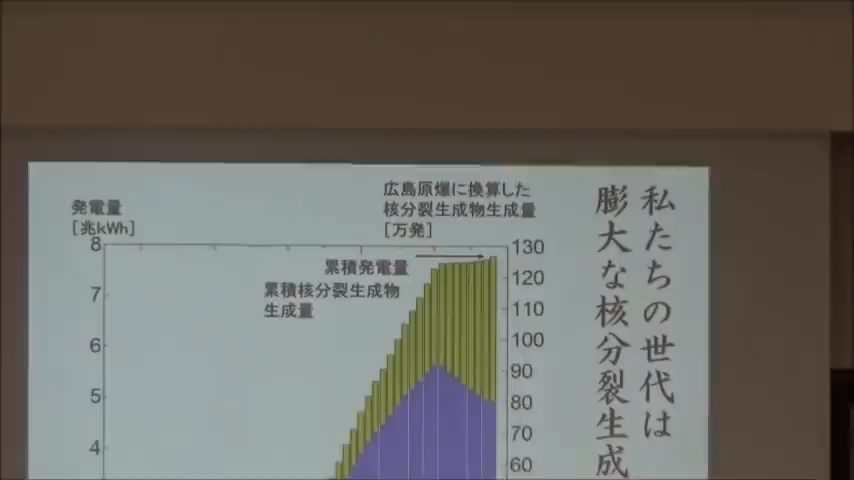 私たちの世代は
膨大な核分裂生成
発電量
[兆kWh]
広島原爆に換算した
核分裂生成物生成量
[万発]
累積発電量
累積核分裂生成物
生成量
8
7
6
5
4
130
120
110
100
90
80
70
60